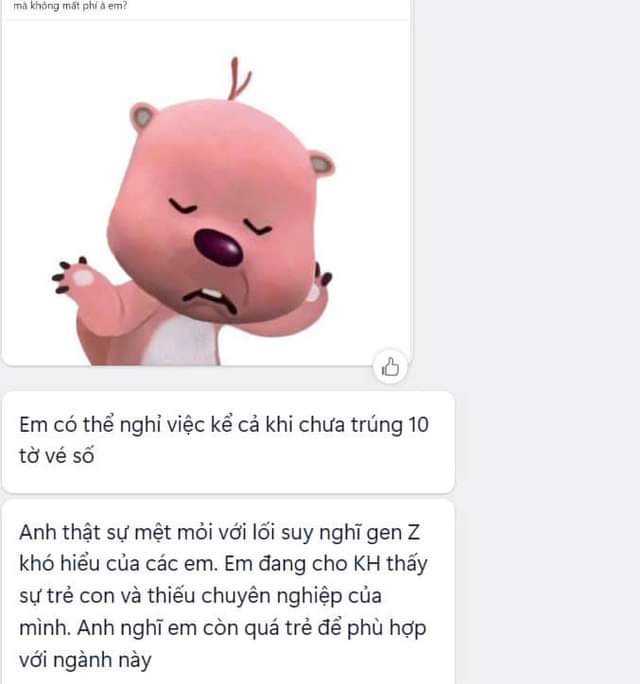 mà không mất phí à em?
Em có thể nghỉ việc kể cả khi chưa trúng 10
tờ vé số
Anh thật sự mệt mỏi với lối suy nghĩ gen Z
khó hiểu của các em. Em đang cho KH thấy
sự trẻ con và thiếu chuyên nghiệp của
mình. Anh nghĩ em còn quá trẻ để phù hợp
với ngành này